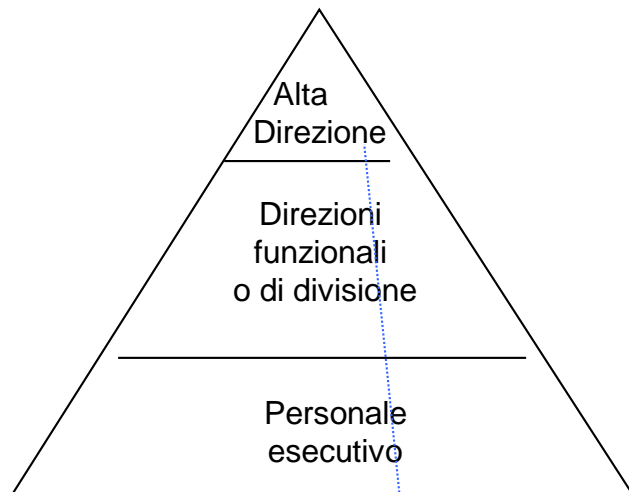 Alta
Direzione
Direzioni
funzionali
o di divisione
Personale
esecutivo